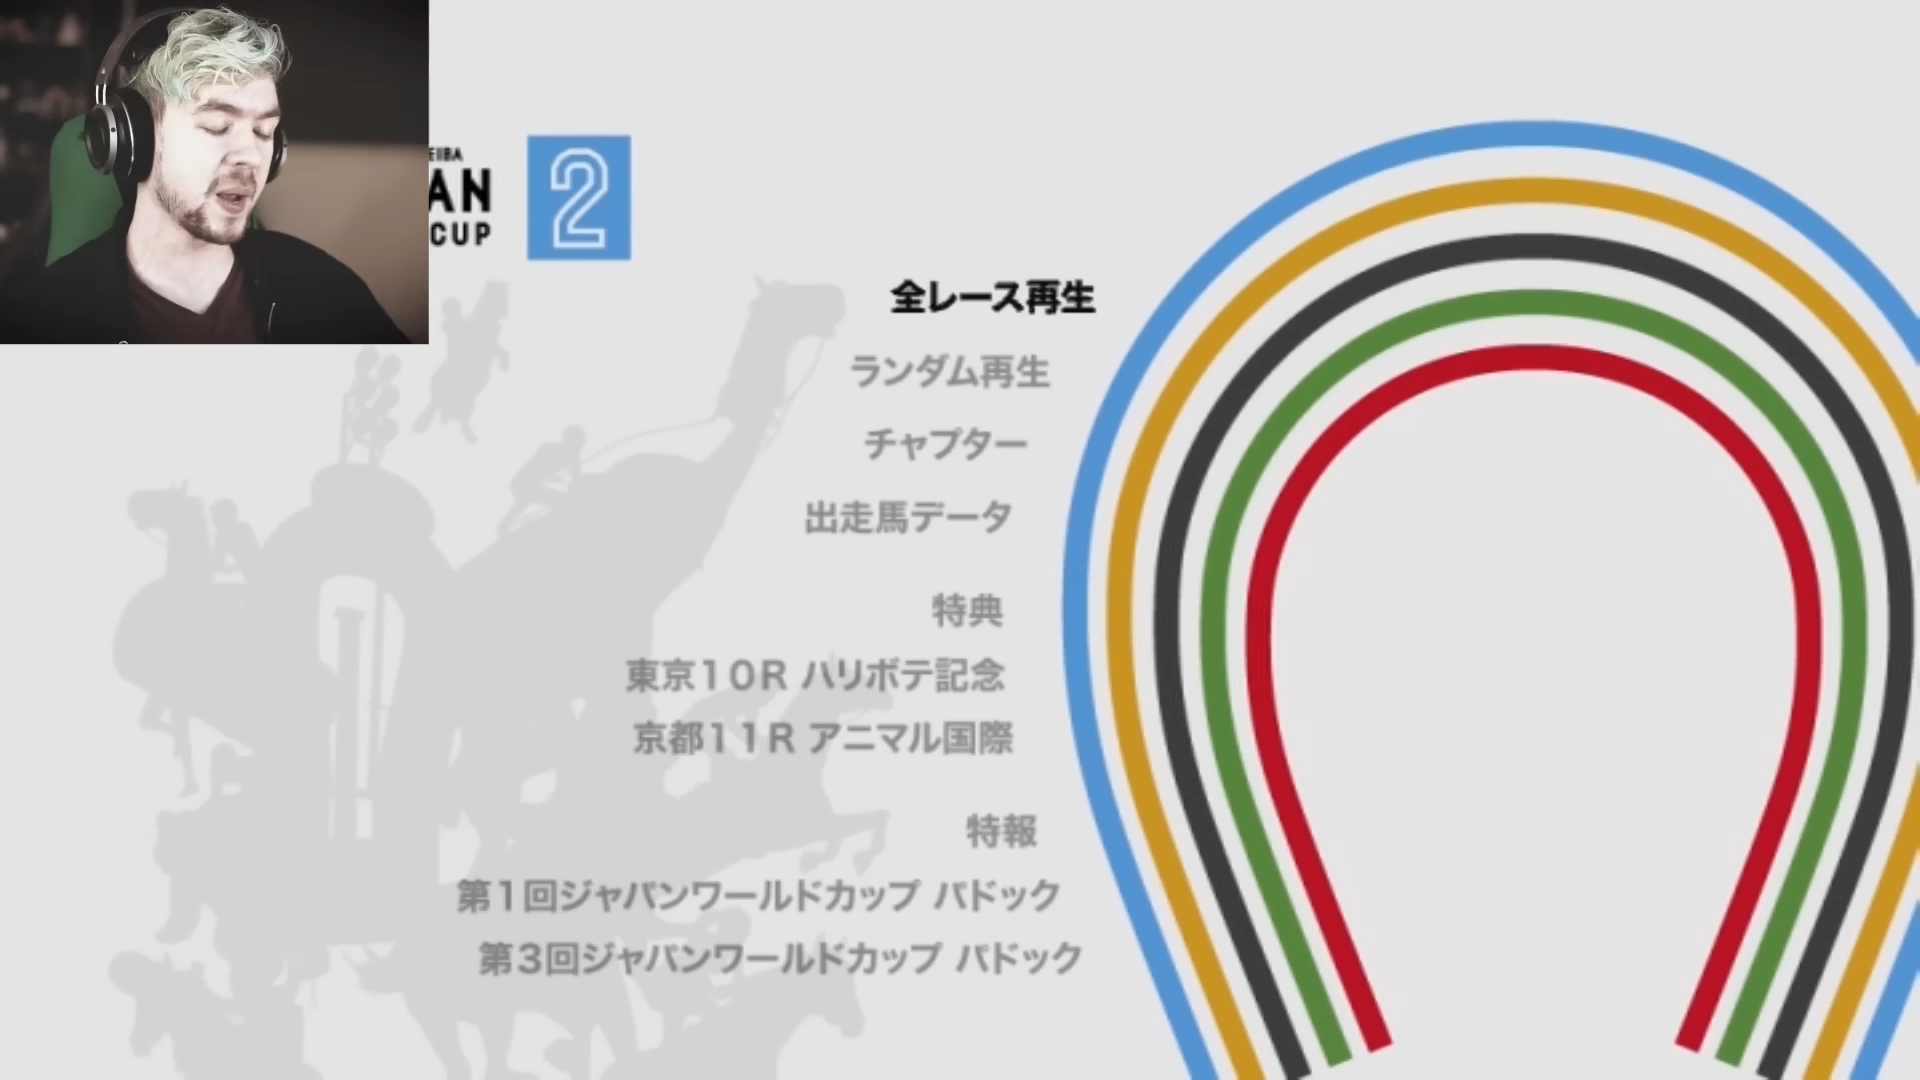 EIBA
AN
CUP
2
全レース再生
ランダム再生
チャプター
出走馬データ
特典
東京10R ハリボテ記念
京都11R アニマル国際
特報
第1回ジャパンワールドカップ パドック
第3回ジャパンワールドカップ パドック